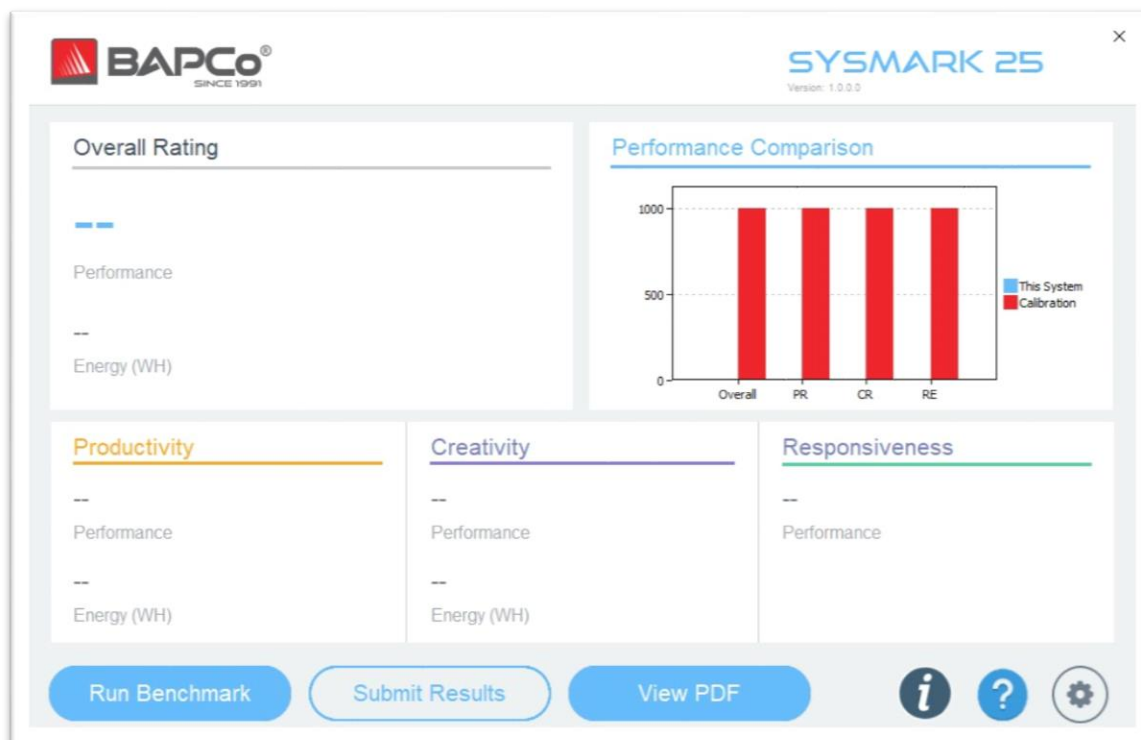 ×
BAPCo®
SINCE 1991
SYSMARK 25
Version: 1.0.0.0
Overall Rating
--
Performance
--
Energy (WH)
Performance Comparison
1000
500
0
Overall PR CR RE
This System
Calibration
Productivity
--
Performance
--
Energy (WH)
Creativity
--
Performance
--
Energy (WH)
Responsiveness
--
Performance
Run Benchmark
Submit Results
View PDF
i
?